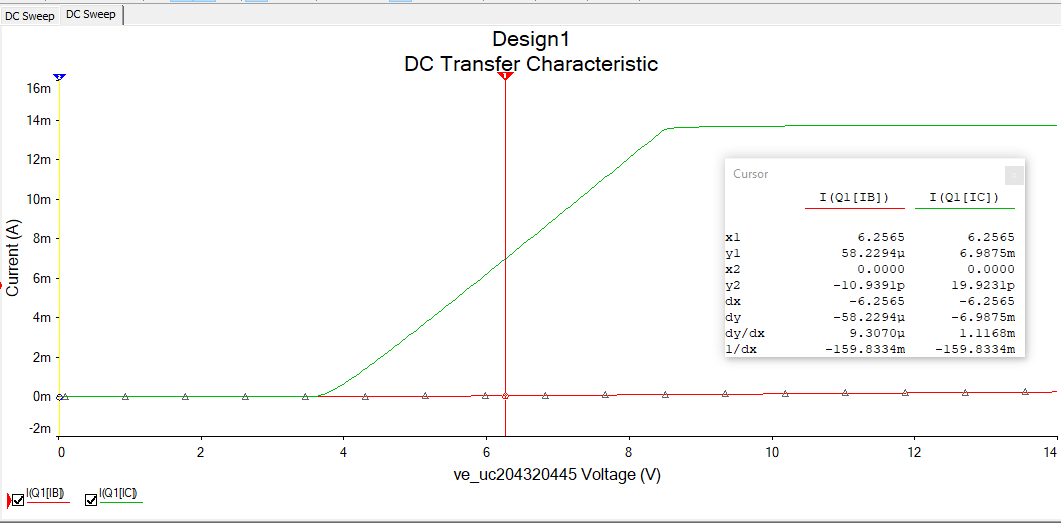 DC Sweep DC Sweep
Design1
DC Transfer Characteristic
16m
14m
12m
10m
8m
6m
4m
2m
0m
-2m
Current (A)
0 2 4 6 8 10 12 14
ve_uc204320445 Voltage (V)
Cursor
I(Q1[IB]) I(Q1[IC])
x1 6.2565 6.2565
y1 58.2294µ 6.9875m
x2 0.0000 0.0000
y2 -10.9391p 19.9231p
dx -6.2565 -6.2565
dy -58.2294µ -6.9875m
dy/dx 9.3070µ 1.1168m
1/dx -159.8334m -159.8334m
I(Q1[IB]) I(Q1[IC])